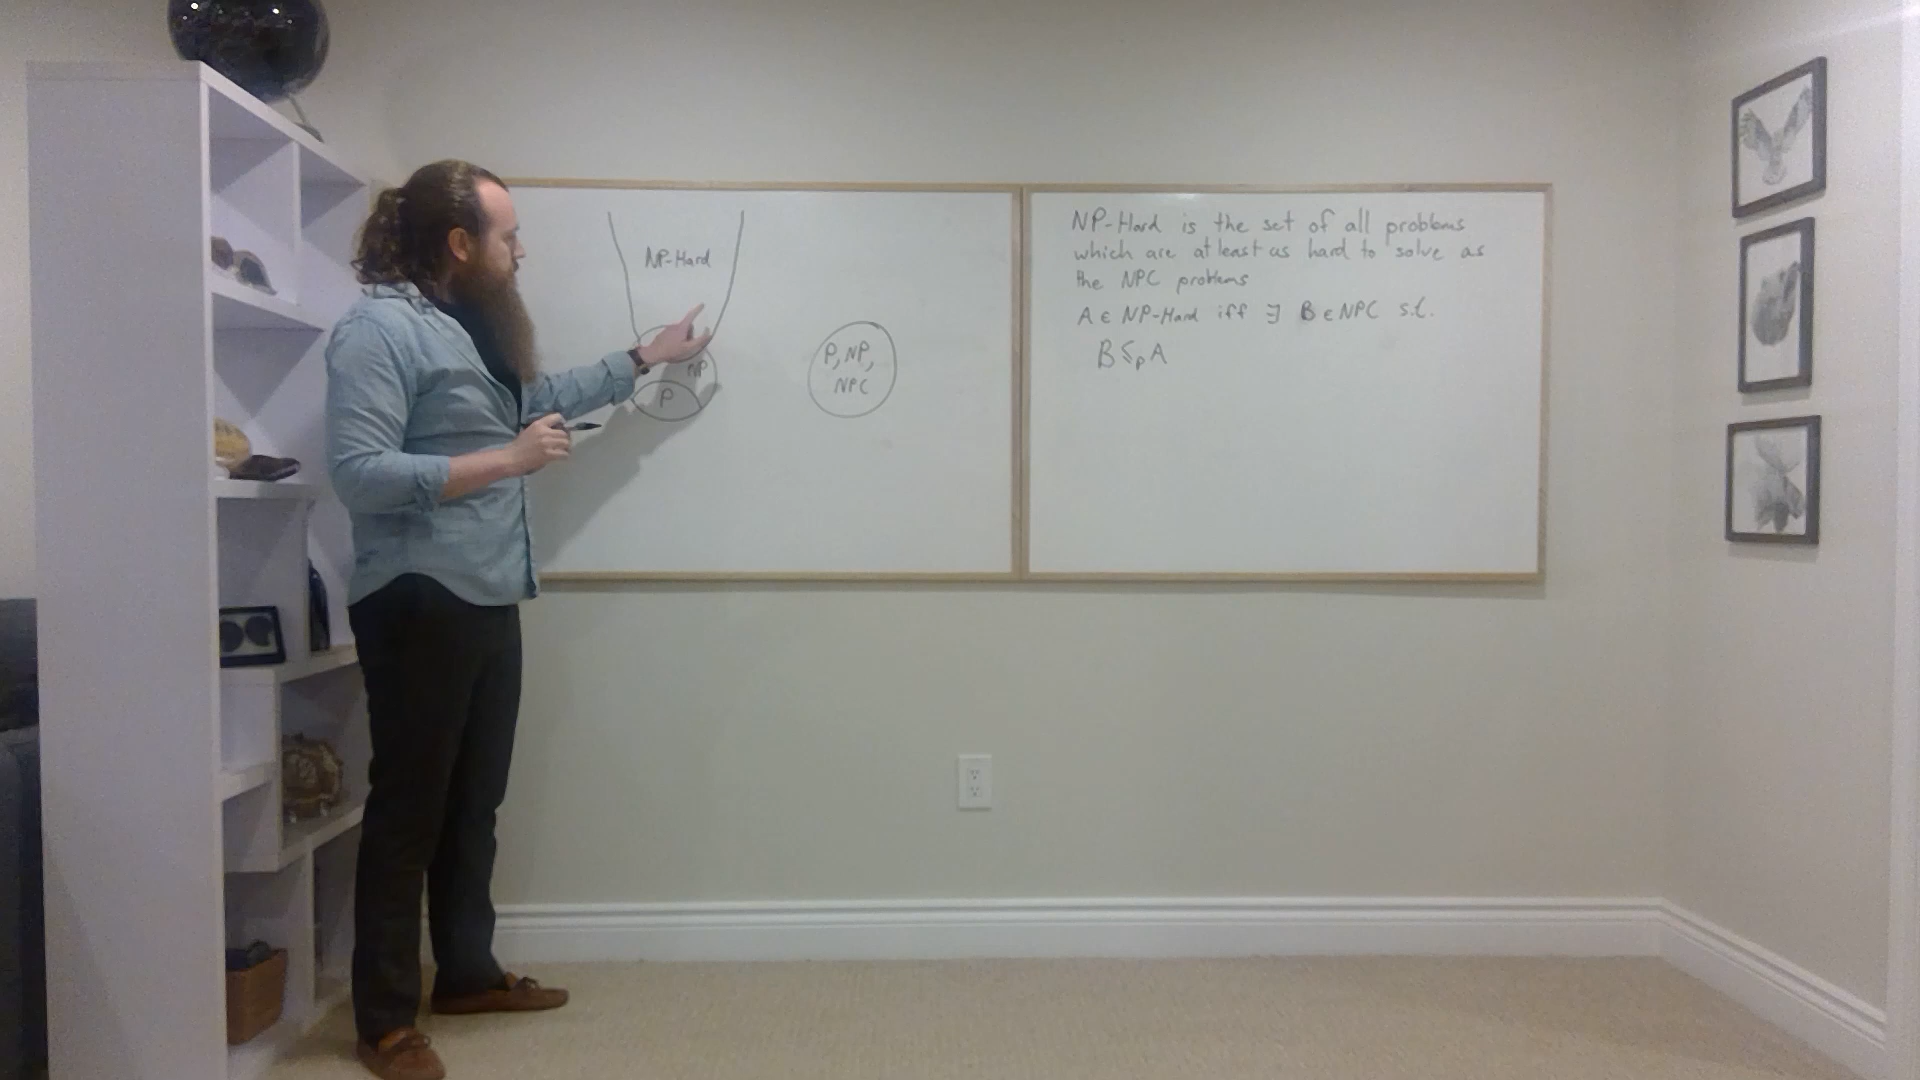 NP-Hard
NP
P
P, NP,
NPC
NP-Hard is the set of all problems
which are at least as hard to solve as
the NPC problems
A ∈ NP-Hard iff ∃ B ∈ NPC s.t.
B ≤p A